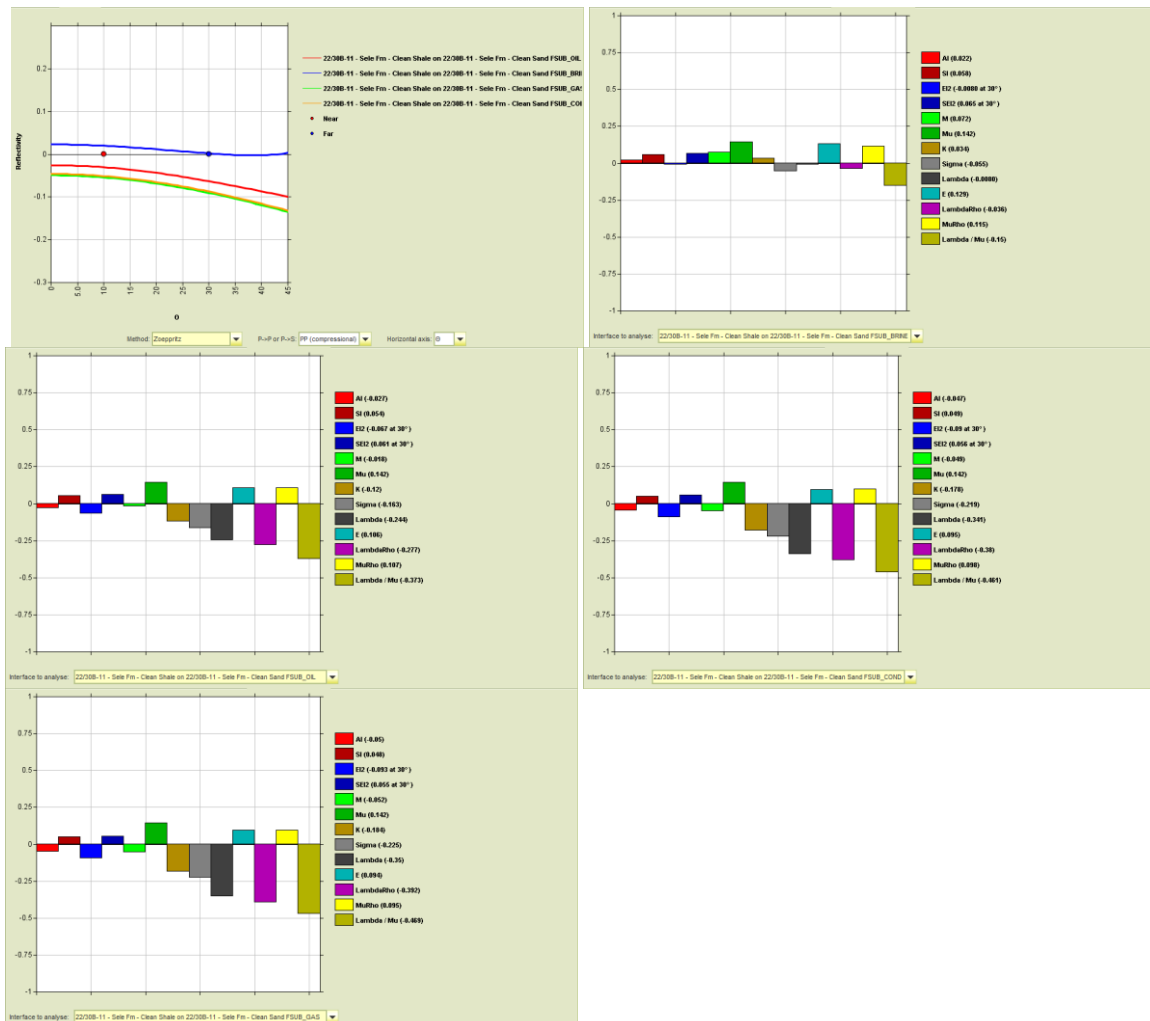 0.2
0.1
0
-0.1
-0.2
-0.3
Reflectivity
0
5.0
10
15
20
25
30
35
40
45
0
22/30B-11 - Sele Fm - Clean Shale on 22/30B-11 - Sele Fm - Clean Sand FSUB_OIL
22/30B-11 - Sele Fm - Clean Shale on 22/30B-11 - Sele Fm - Clean Sand FSUB_BRI
22/30B-11 - Sele Fm - Clean Shale on 22/30B-11 - Sele Fm - Clean Sand FSUB_GAS
22/30B-11 - Sele Fm - Clean Shale on 22/30B-11 - Sele Fm - Clean Sand FSUB_CO
Near
Far
Method: Zoeppritz P->P or P->S: PP (compressional) Horizontal axis: Θ
1
0.75
0.5
0.25
0
-0.25
-0.5
-0.75
-1
AI (0.022)
SI (0.058)
EI2 (-0.0080 at 30°)
SEI2 (0.065 at 30°)
M (0.072)
Mu (0.142)
K (0.034)
Sigma (-0.055)
Lambda (-0.0080)
E (0.129)
LambdaRho (-0.036)
MuRho (0.115)
Lambda / Mu (-0.15)
Interface to analyse: 22/30B-11 - Sele Fm - Clean Shale on 22/30B-11 - Sele Fm - Clean Sand FSUB_BRINE
1
0.75
0.5
0.25
0
-0.25
-0.5
-0.75
-1
AI (-0.027)
SI (0.054)
EI2 (-0.067 at 30°)
SEI2 (0.061 at 30°)
M (-0.018)
Mu (0.142)
K (-0.12)
Sigma (-0.163)
Lambda (-0.244)
E (0.106)
LambdaRho (-0.277)
MuRho (0.107)
Lambda / Mu (-0.373)
Interface to analyse: 22/30B-11 - Sele Fm - Clean Shale on 22/30B-11 - Sele Fm - Clean Sand FSUB_OIL
1
0.75
0.5
0.25
0
-0.25
-0.5
-0.75
-1
AI (-0.047)
SI (0.049)
EI2 (-0.09 at 30°)
SEI2 (0.056 at 30°)
M (-0.049)
Mu (0.142)
K (-0.178)
Sigma (-0.219)
Lambda (-0.341)
E (0.095)
LambdaRho (-0.38)
MuRho (0.098)
Lambda / Mu (-0.461)
Interface to analyse: 22/30B-11 - Sele Fm - Clean Shale on 22/30B-11 - Sele Fm - Clean Sand FSUB_COND
1
0.75
0.5
0.25
0
-0.25
-0.5
-0.75
-1
AI (-0.05)
SI (0.048)
EI2 (-0.093 at 30°)
SEI2 (0.055 at 30°)
M (-0.052)
Mu (0.142)
K (-0.184)
Sigma (-0.225)
Lambda (-0.35)
E (0.094)
LambdaRho (-0.392)
MuRho (0.095)
Lambda / Mu (-0.469)
Interface to analyse: 22/30B-11 - Sele Fm - Clean Shale on 22/30B-11 - Sele Fm - Clean Sand FSUB_GAS